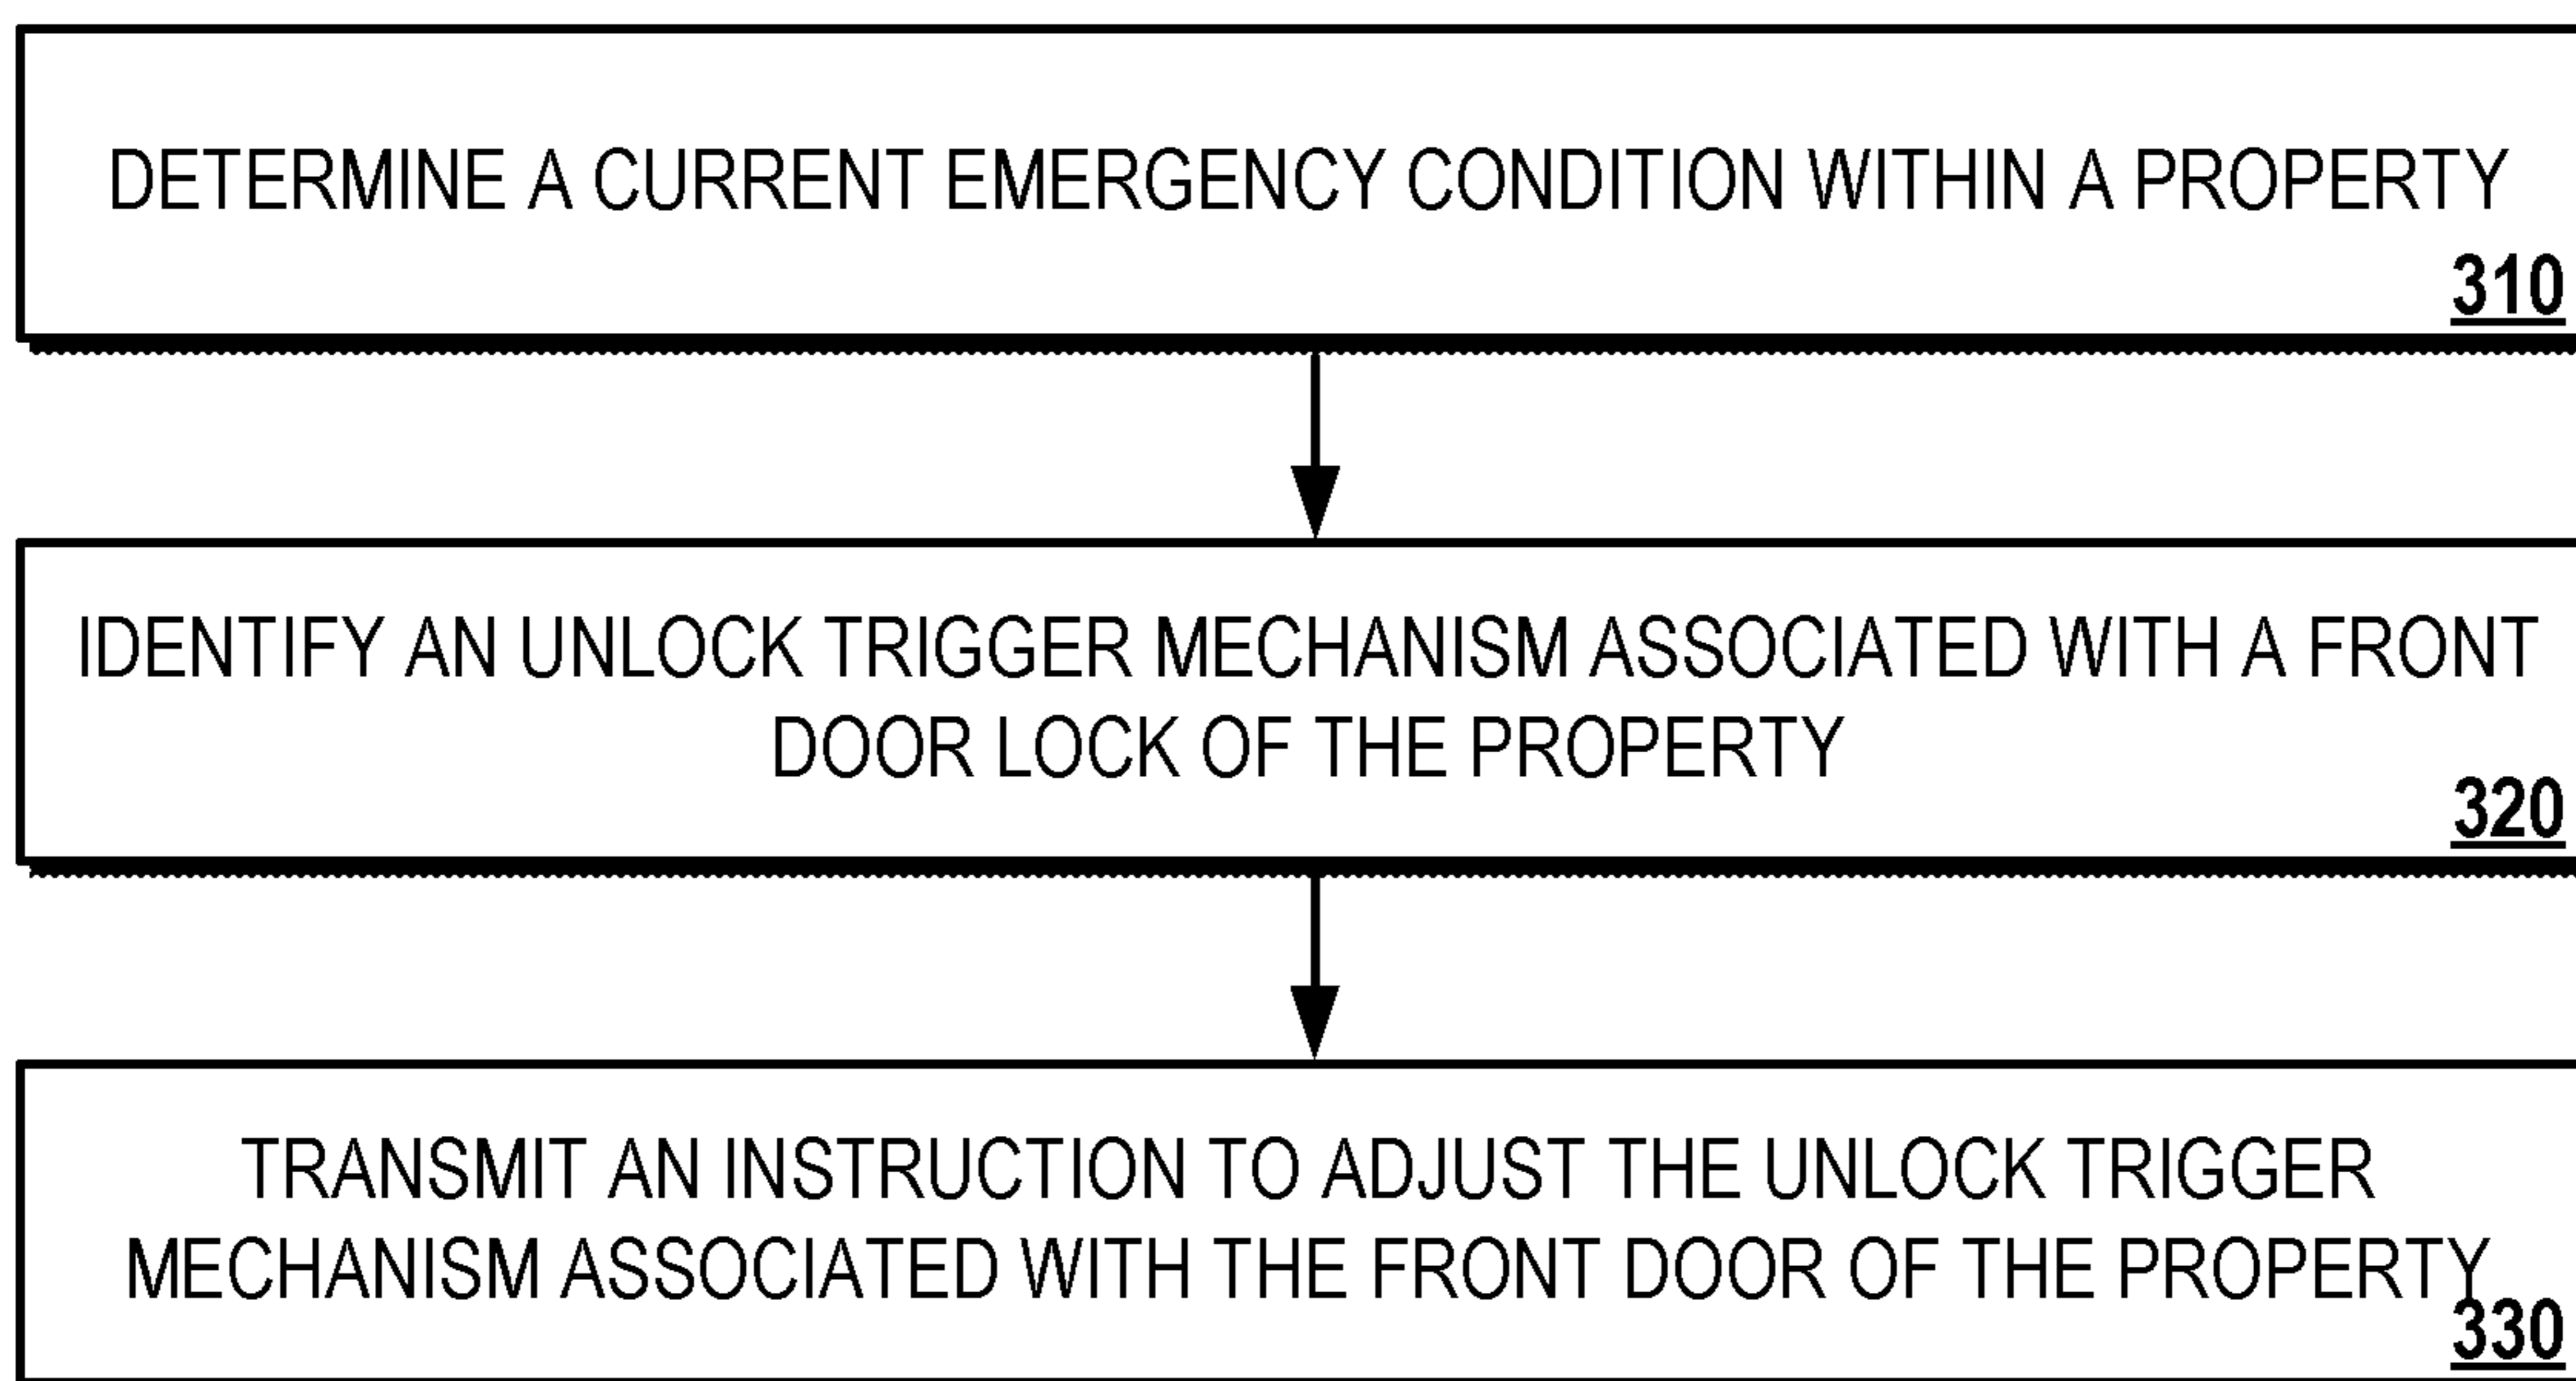 DETERMINE A CURRENT EMERGENCY CONDITION WITHIN A PROPERTY
310
IDENTIFY AN UNLOCK TRIGGER MECHANISM ASSOCIATED WITH A FRONT
DOOR LOCK OF THE PROPERTY
320
TRANSMIT AN INSTRUCTION TO ADJUST THE UNLOCK TRIGGER
MECHANISM ASSOCIATED WITH THE FRONT DOOR OF THE PROPERTY
330